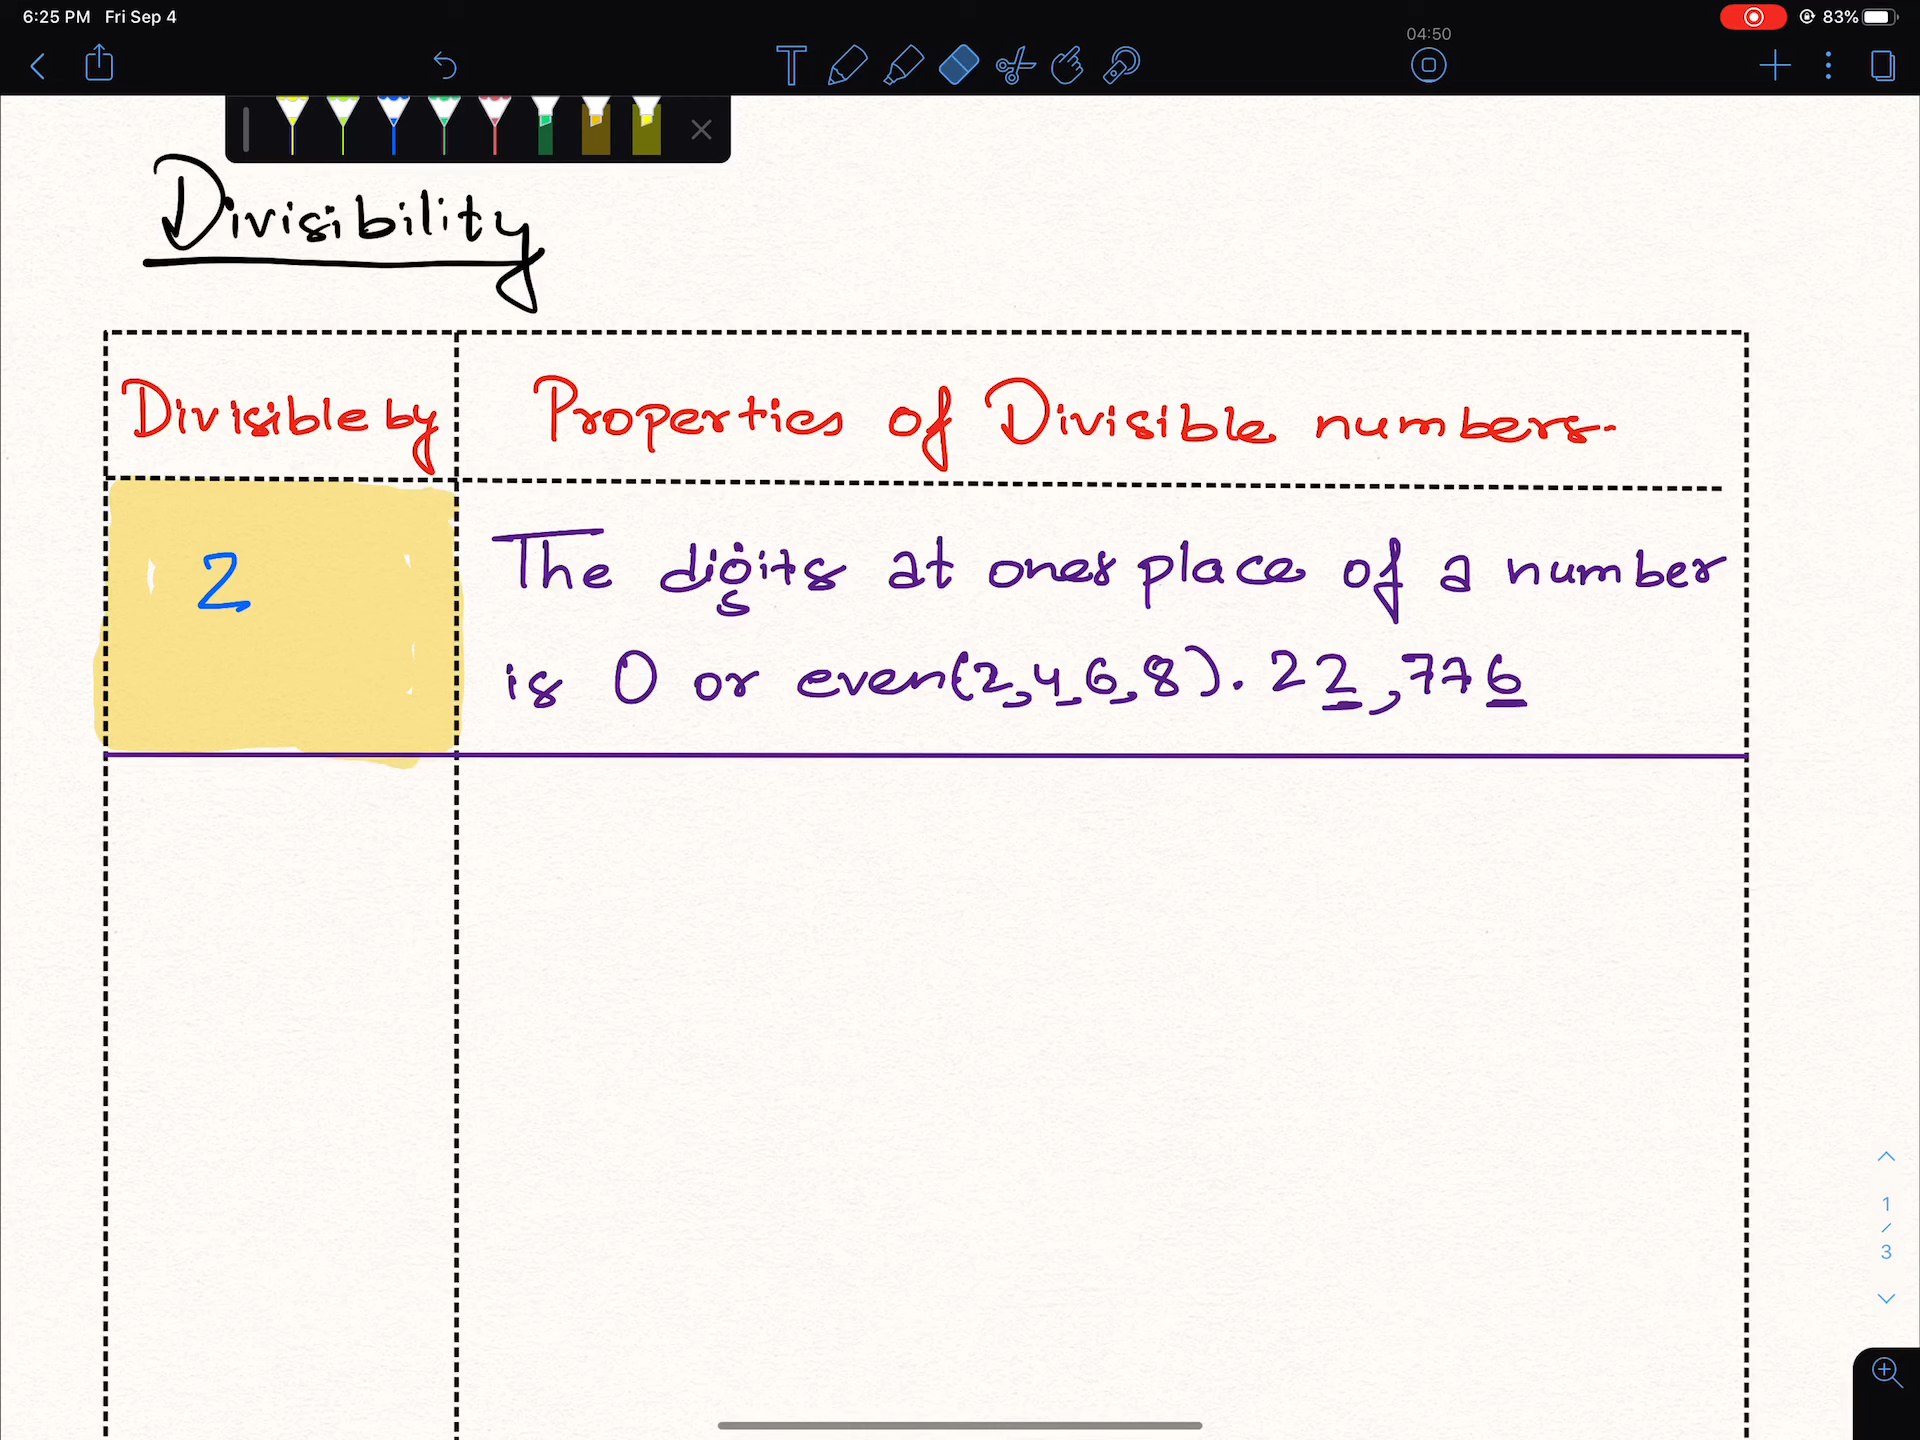 6:25 PM Fri Sep 4
83%
04:50
Divisibility
Divisible by
Properties of Divisible numbers.
2
The digits at ones place of a number
is 0 or even(2,4,6,8). 22,776
1
/
3